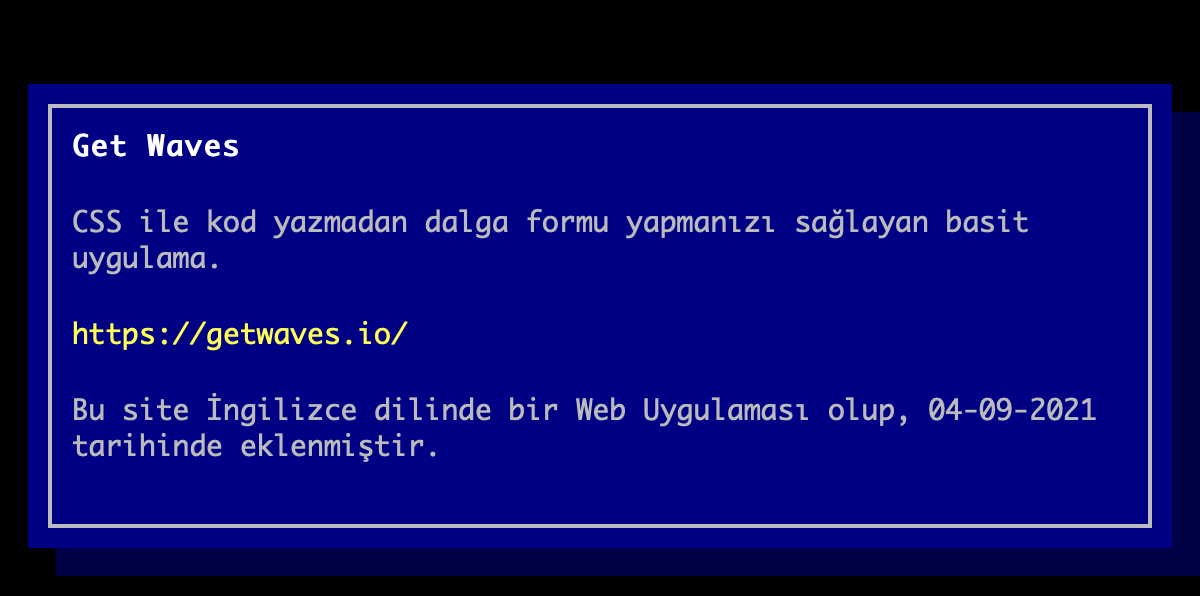 Get Waves
CSS ile kod yazmadan dalga formu yapmanızı sağlayan basit
uygulama.
https://getwaves.io/
Bu site İngilizce dilinde bir Web Uygulaması olup, 04-09-2021
tarihinde eklenmiştir.